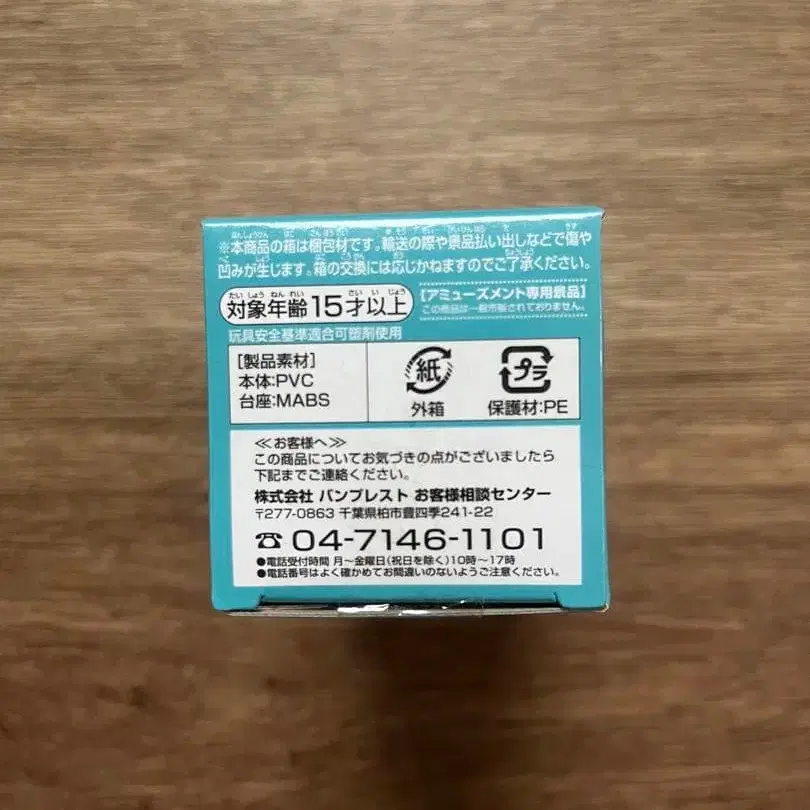 ※本商品の箱は梱包材です。輸送の際や景品払い出しなどで傷や
凹みが生じます。箱の交換には応じかねますのでご了承ください。
対象年齢15才以上
[アミューズメント専用景品]
この商品は一般市販されておりません。
玩具安全基準適合可塑剤使用
[製品素材]
本体:PVC
台座:MABS
紙
外箱
プラ
保護材:PE
≪お客様へ≫
この商品についてお気づきの点がございましたら
下記までご連絡ください。
株式会社 バンプレスト お客様相談センター
〒277-0863 千葉県柏市豊四季241-22
☎ 04-7146-1101
●電話受付時間 月〜金曜日(祝日を除く)10時〜17時
●電話番号はよく確かめてお間違いのないようご注意ください。